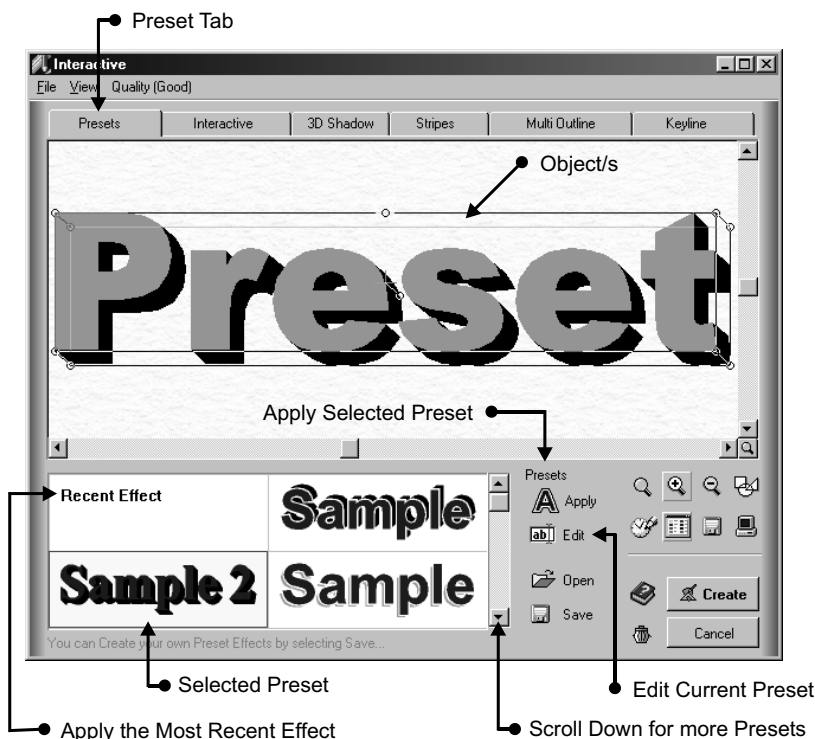 Preset Tab
Interactive
File View Quality (Good)
Presets Interactive 3D Shadow Stripes Multi Outline Keyline
Object/s
Preset
Apply Selected Preset
Recent Effect
Sample
Sample 2
Sample
Presets
Apply
Edit
Open
Save
Create
Cancel
You can Create your own Preset Effects by selecting Save...
Selected Preset
Edit Current Preset
Apply the Most Recent Effect
Scroll Down for more Presets